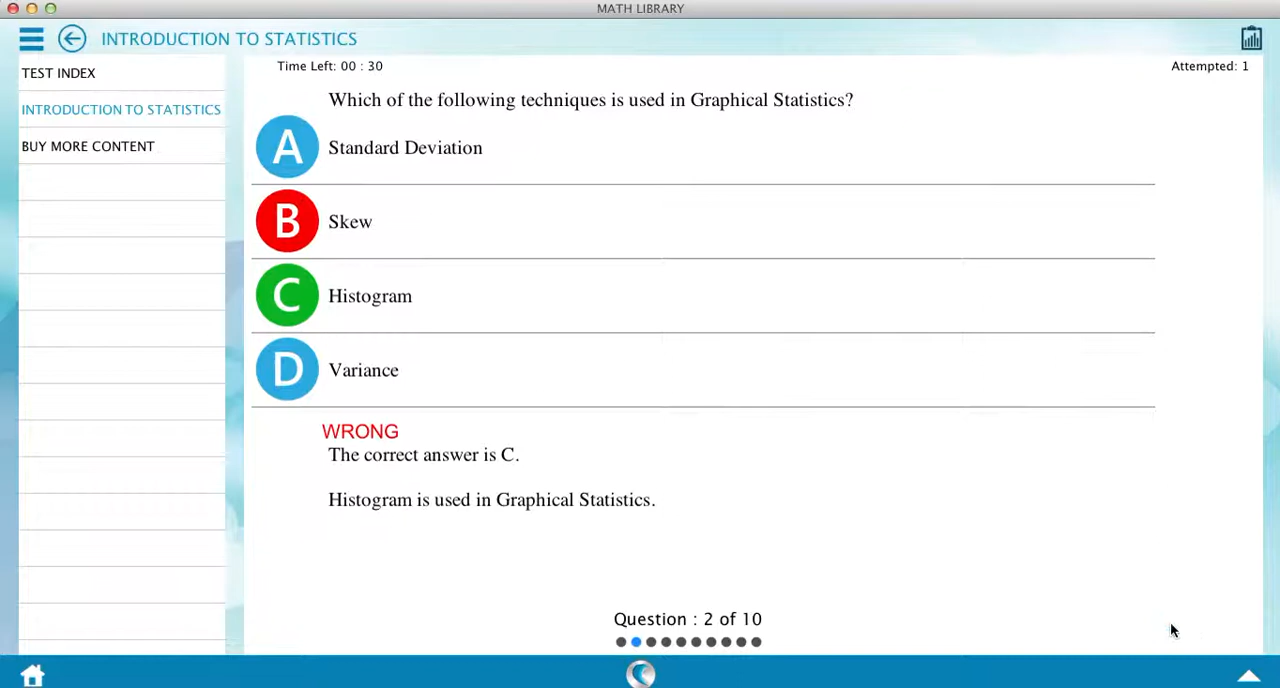 MATH LIBRARY
INTRODUCTION TO STATISTICS
TEST INDEX
INTRODUCTION TO STATISTICS
BUY MORE CONTENT
Time Left: 00 : 30
Attempted: 1
Which of the following techniques is used in Graphical Statistics?
A Standard Deviation
B Skew
C Histogram
D Variance
WRONG
The correct answer is C.
Histogram is used in Graphical Statistics.
Question : 2 of 10